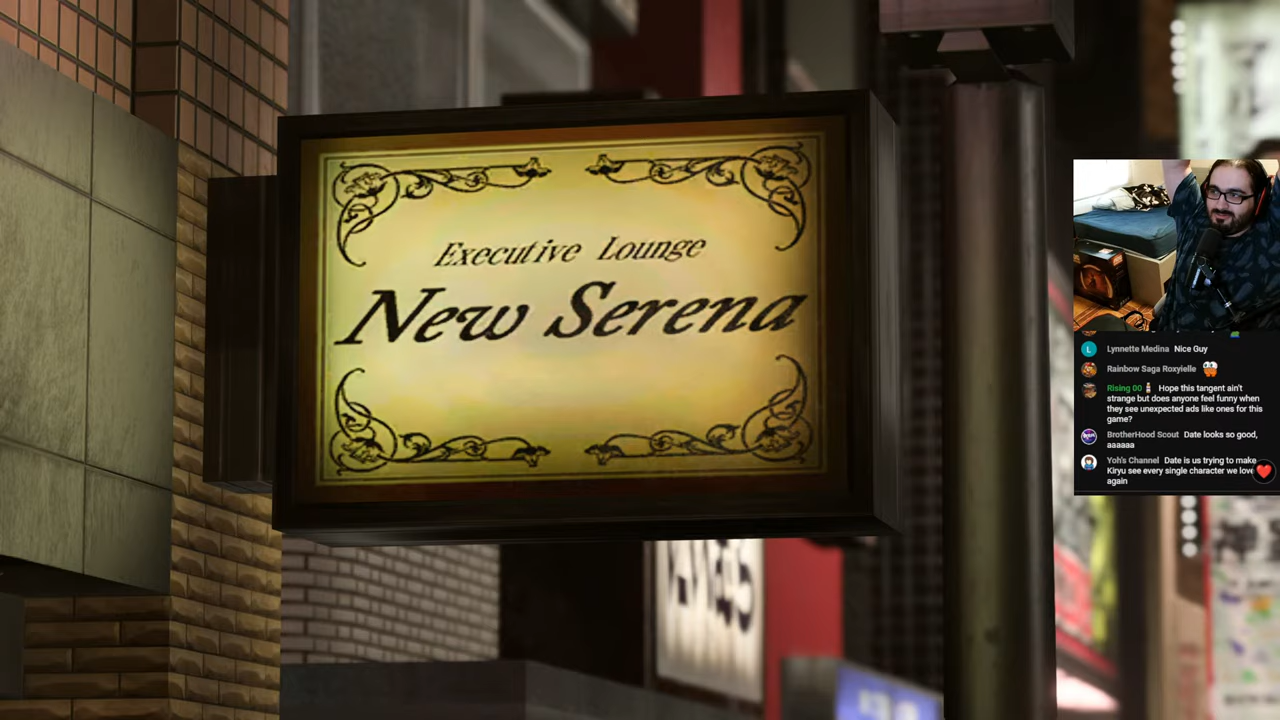 Executive Lounge
New Serena
L
Lynnette Medina Nice Guy
Rainbow Saga Roxyielle
Rising 00 Hope this tangent ain't
strange but does anyone feel funny when
they see unexpected ads like ones for this
game?
BrotherHood Scout Date looks so good,
aaaaaa
Yoh's Channel Date is us trying to make
Kiryu see every single character we love
again